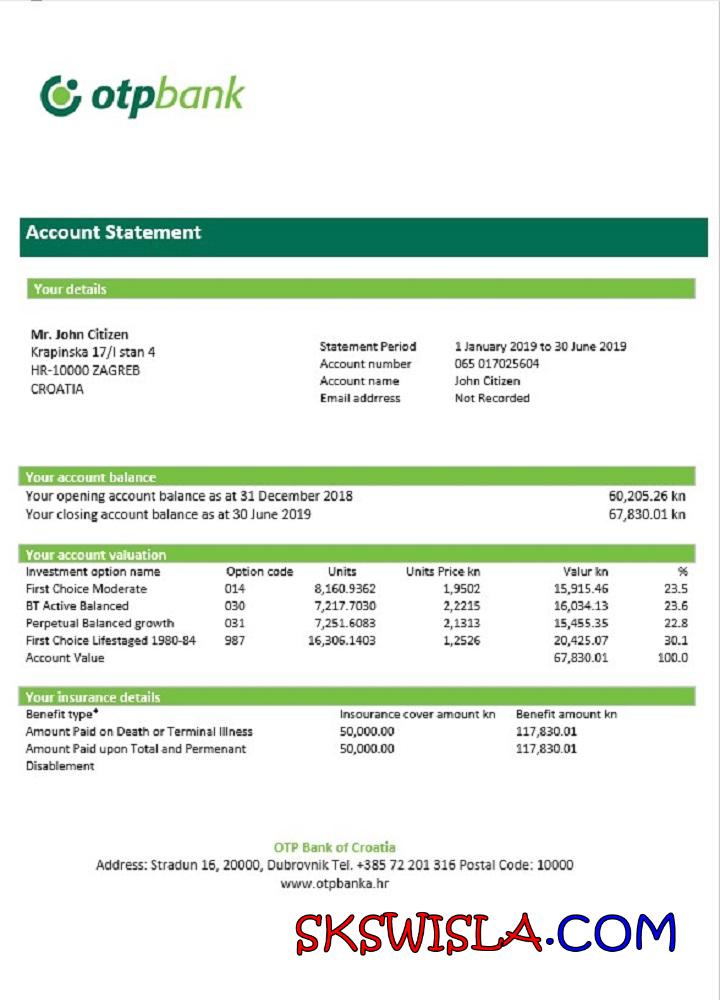 otpbank
Account Statement
Your details
Mr. John Citizen
Krapinska 17/I stan 4
HR-10000 ZAGREB
CROATIA
Statement Period 1 January 2019 to 30 June 2019
Account number 065 017025604
Account name John Citizen
Email addrress Not Recorded
Your account balance
Your opening account balance as at 31 December 2018 60,205.26 kn
Your closing account balance as at 30 June 2019 67,830.01 kn
Your account valuation
Investment option name Option code Units Units Price kn Valur kn %
First Choice Moderate 014 8,160.9362 1,9502 15,915.46 23.5
BT Active Balanced 030 7,217.7030 2,2215 16,034.13 23.6
Perpetual Balanced growth 031 7,251.6083 2,1313 15,455.35 22.8
First Choice Lifestaged 1980-84 987 16,306.1403 1,2526 20,425.07 30.1
Account Value 67,830.01 100.0
Your insurance details
Benefit type* Insourance cover amount kn Benefit amount kn
Amount Paid on Death or Terminal Illness 50,000.00 117,830.01
Amount Paid upon Total and Permenant 50,000.00 117,830.01
Disablement
OTP Bank of Croatia
Address: Stradun 16, 20000, Dubrovnik Tel. +385 72 201 316 Postal Code: 10000
www.otpbanka.hr
SKSWISLA.COM